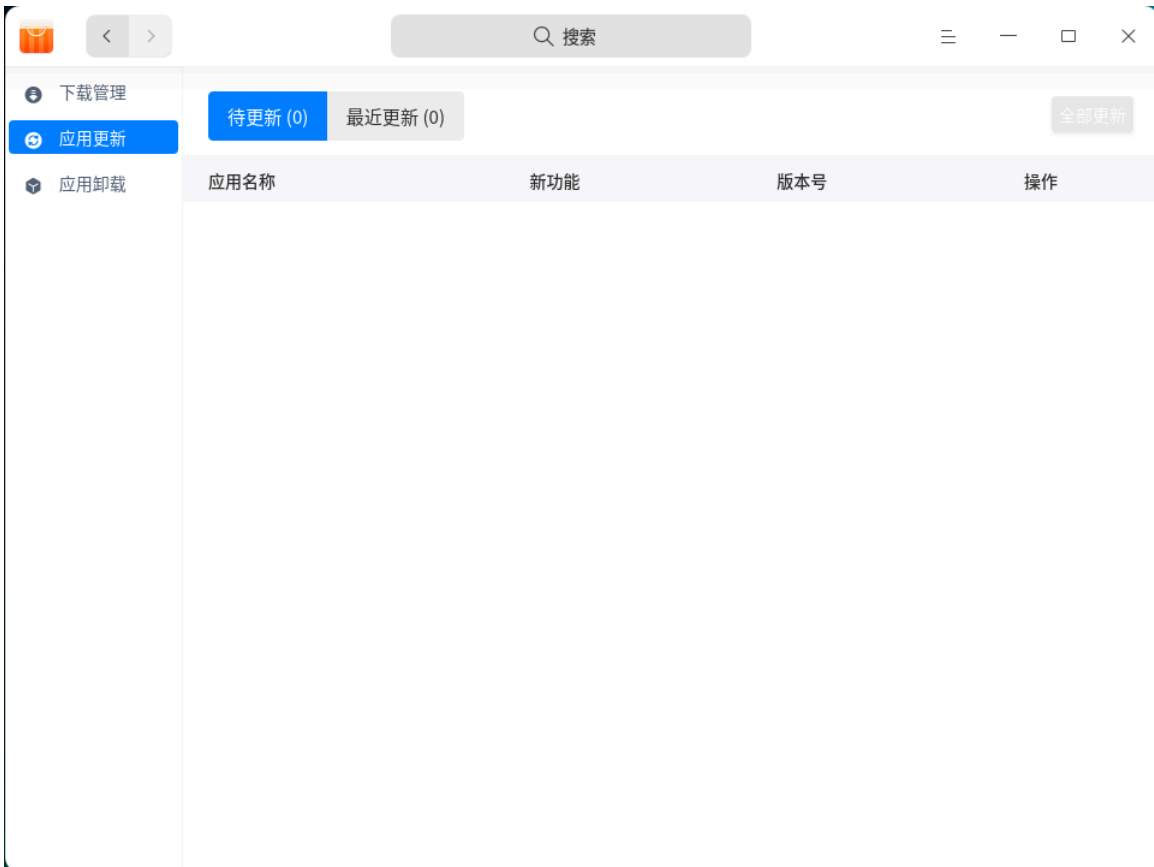 搜索
下载管理
应用更新
应用卸载
待更新 (0)
最近更新 (0)
全部更新
应用名称
新功能
版本号
操作